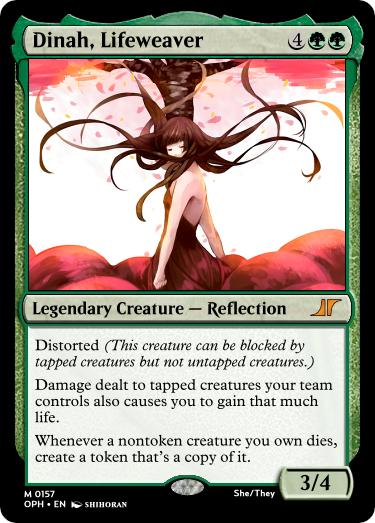 Dinah, Lifeweaver 4
Legendary Creature — Reflection
Distorted (This creature can be blocked by
tapped creatures but not untapped creatures.)
Damage dealt to tapped creatures your team
controls also causes you to gain that much
life.
Whenever a nontoken creature you own dies,
create a token that's a copy of it.
3/4
M 0157
She/They
OPH • EN SHIHORAN